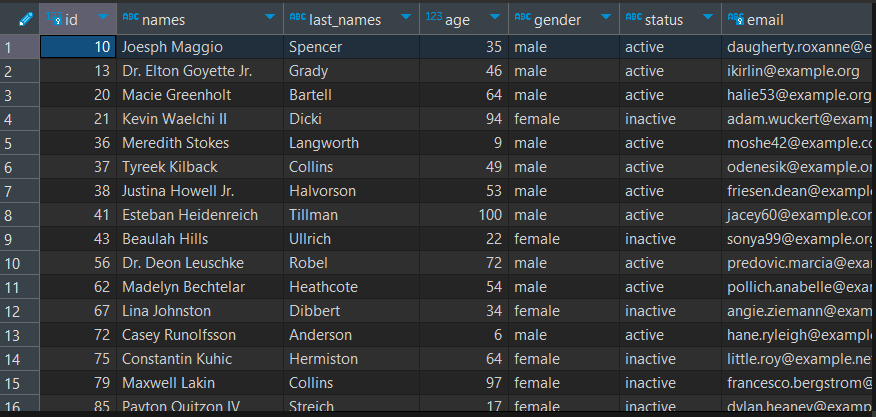 id names last_names age gender status email
1 10 Joesph Maggio Spencer 35 male active daugherty.roxanne@e
2 13 Dr. Elton Goyette Jr. Grady 46 male active ikirlin@example.org
3 20 Macie Greenholt Bartell 64 male active halie53@example.org
4 21 Kevin Waelchi II Dicki 94 female inactive adam.wuckert@examp
5 36 Meredith Stokes Langworth 9 male active moshe42@example.co
6 37 Tyreek Kilback Collins 49 male active odenesik@example.or
7 38 Justina Howell Jr. Halvorson 53 male active friesen.dean@example
8 41 Esteban Heidenreich Tillman 100 male active jacey60@example.com
9 43 Beaulah Hills Ullrich 22 female inactive sonya99@example.org
10 56 Dr. Deon Leuschke Robel 72 male active predovic.marcia@exam
11 62 Madelyn Bechtelar Heathcote 54 male active pollich.anabelle@exam
12 67 Lina Johnston Dibbert 34 female inactive angie.ziemann@examp
13 72 Casey Runolfsson Anderson 6 male active hane.ryleigh@example
14 75 Constantin Kuhic Hermiston 64 female inactive little.roy@example.ne
15 79 Maxwell Lakin Collins 97 female inactive francesco.bergstrom@
16 85 Payton Quitzon IV Streich 17 female inactive dylan.heaney@exampl